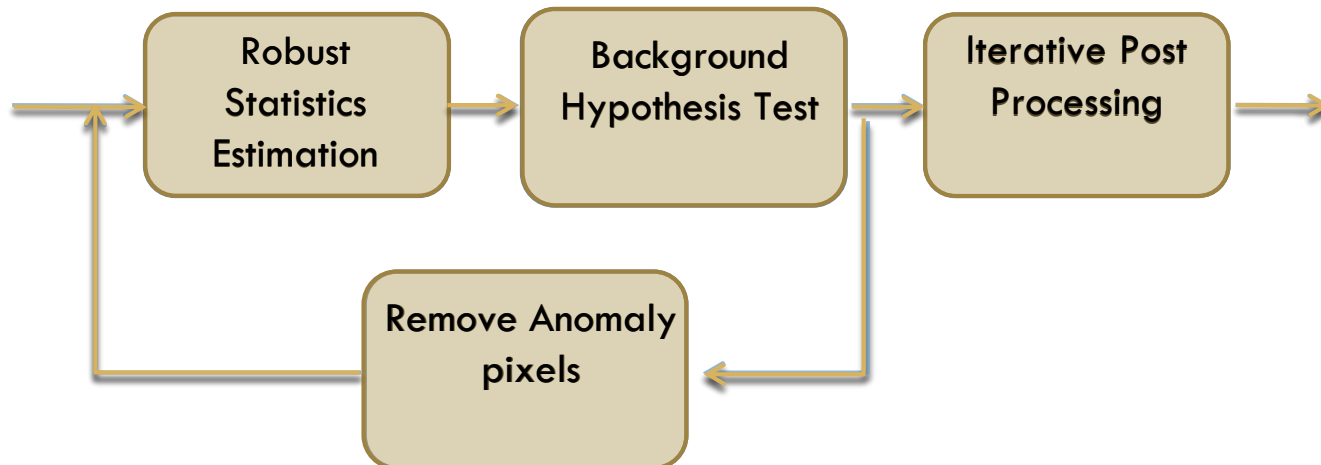 Robust
Statistics
Estimation
Background
Hypothesis Test
Iterative Post
Processing
Remove Anomaly
pixels